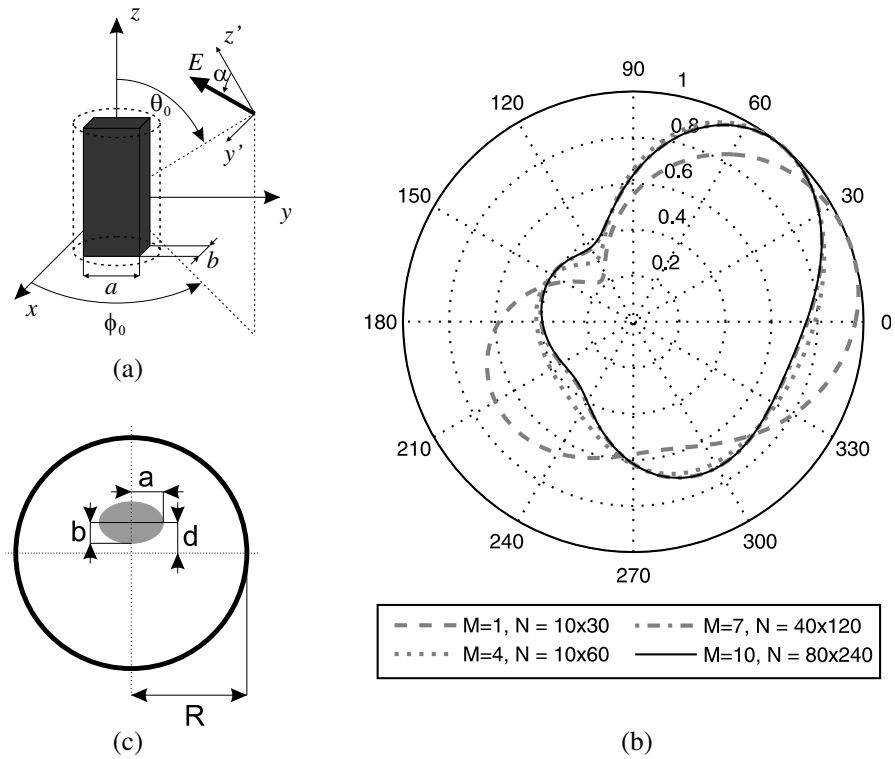 z
z'
E
α
θ0
y'
y
b
a
x
ϕ0
(a)
90
1
120
60
0.8
0.6
150
30
0.4
0.2
180
0
210
330
240
300
270
M=1, N = 10x30
M=7, N = 40x120
M=4, N = 10x60
M=10, N = 80x240
(b)
a
b
d
R
(c)